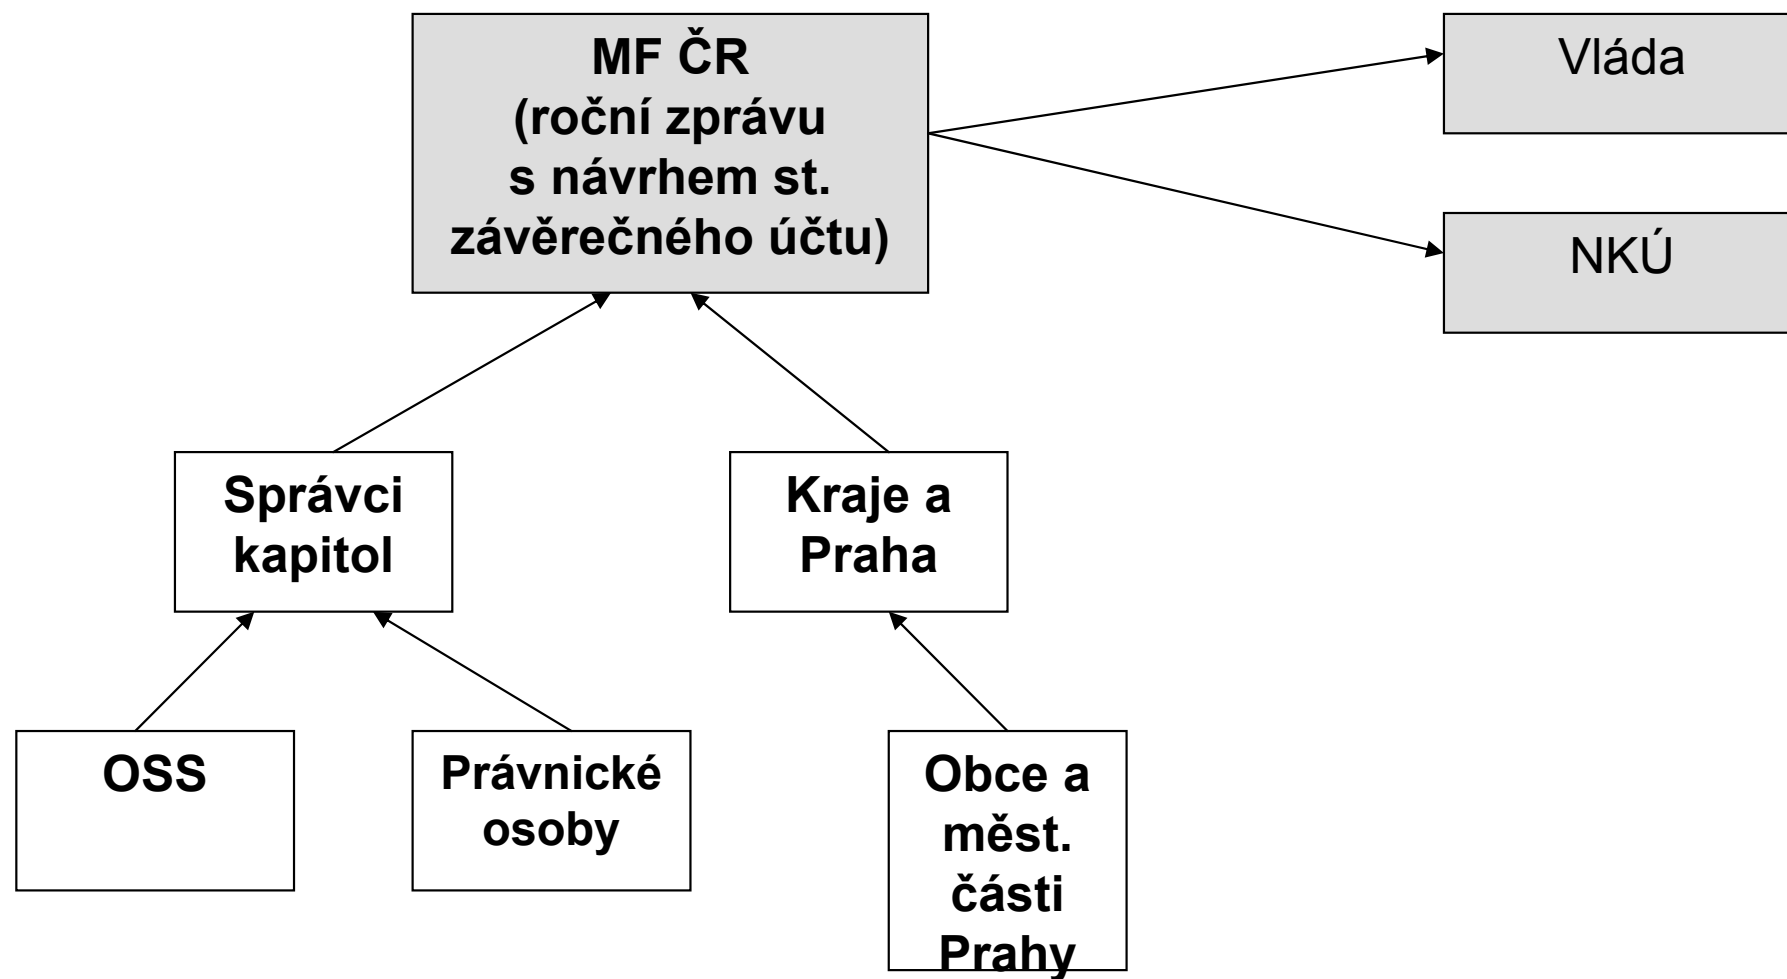 MF ČR
(roční zprávu
s návrhem st.
závěrečného účtu)
Vláda
NKÚ
Správci
kapitol
Kraje a
Praha
OSS
Právnické
osoby
Obce a
měst.
části
Prahy